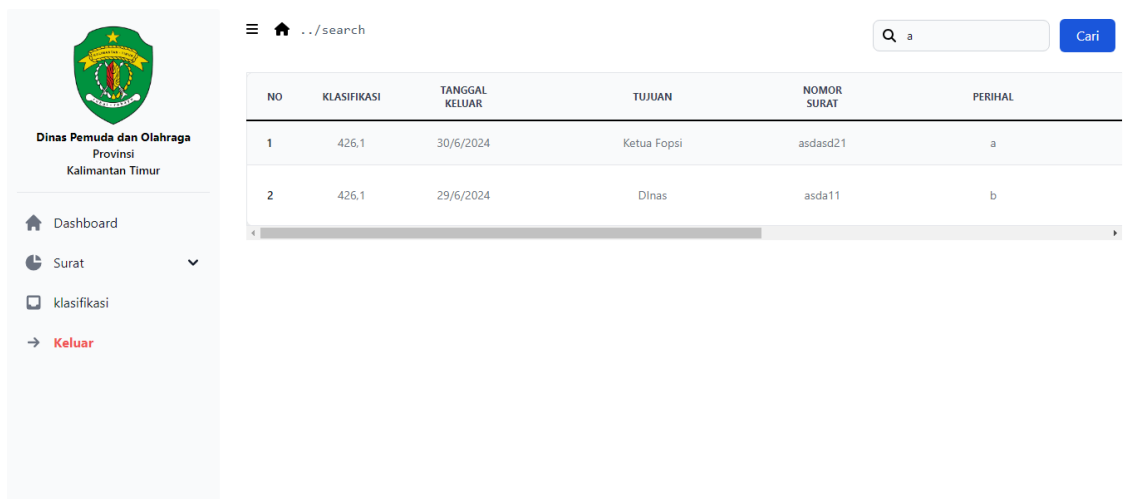 Dinas Pemuda dan Olahraga
Provinsi
Kalimantan Timur
Dashboard
Surat
klasifikasi
Keluar
../search
a
Cari
NO KLASIFIKASI TANGGAL KELUAR TUJUAN NOMOR SURAT PERIHAL
1 426,1 30/6/2024 Ketua Fopsi asdasd21 a
2 426,1 29/6/2024 DInas asda11 b